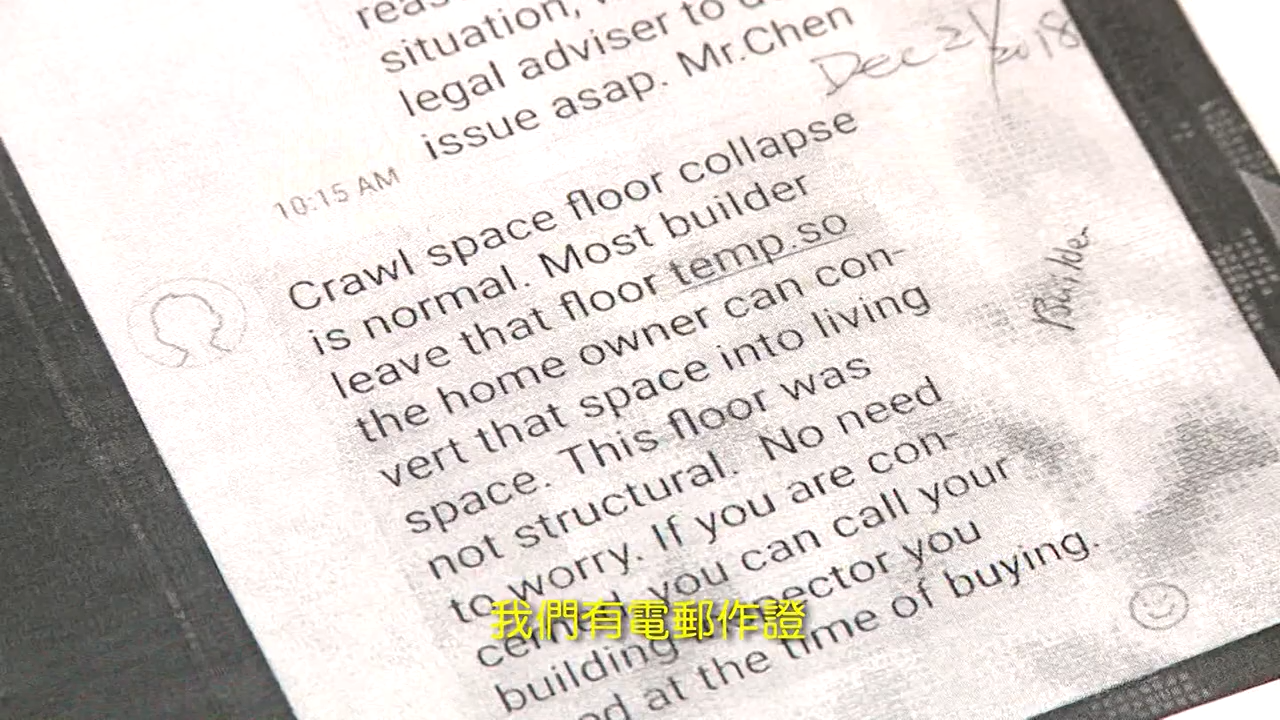 situation,
legal adviser to
issue asap. Mr.Chen
Dec 21/2018
10:15 AM
Crawl space floor collapse
is normal. Most builder
leave that floor temp.so
the home owner can con-
vert that space into living
space. This floor was
not structural. No need
to worry. If you are con-
you can call your
building
you
at the time of buying.
Builder
我們有電郵作證